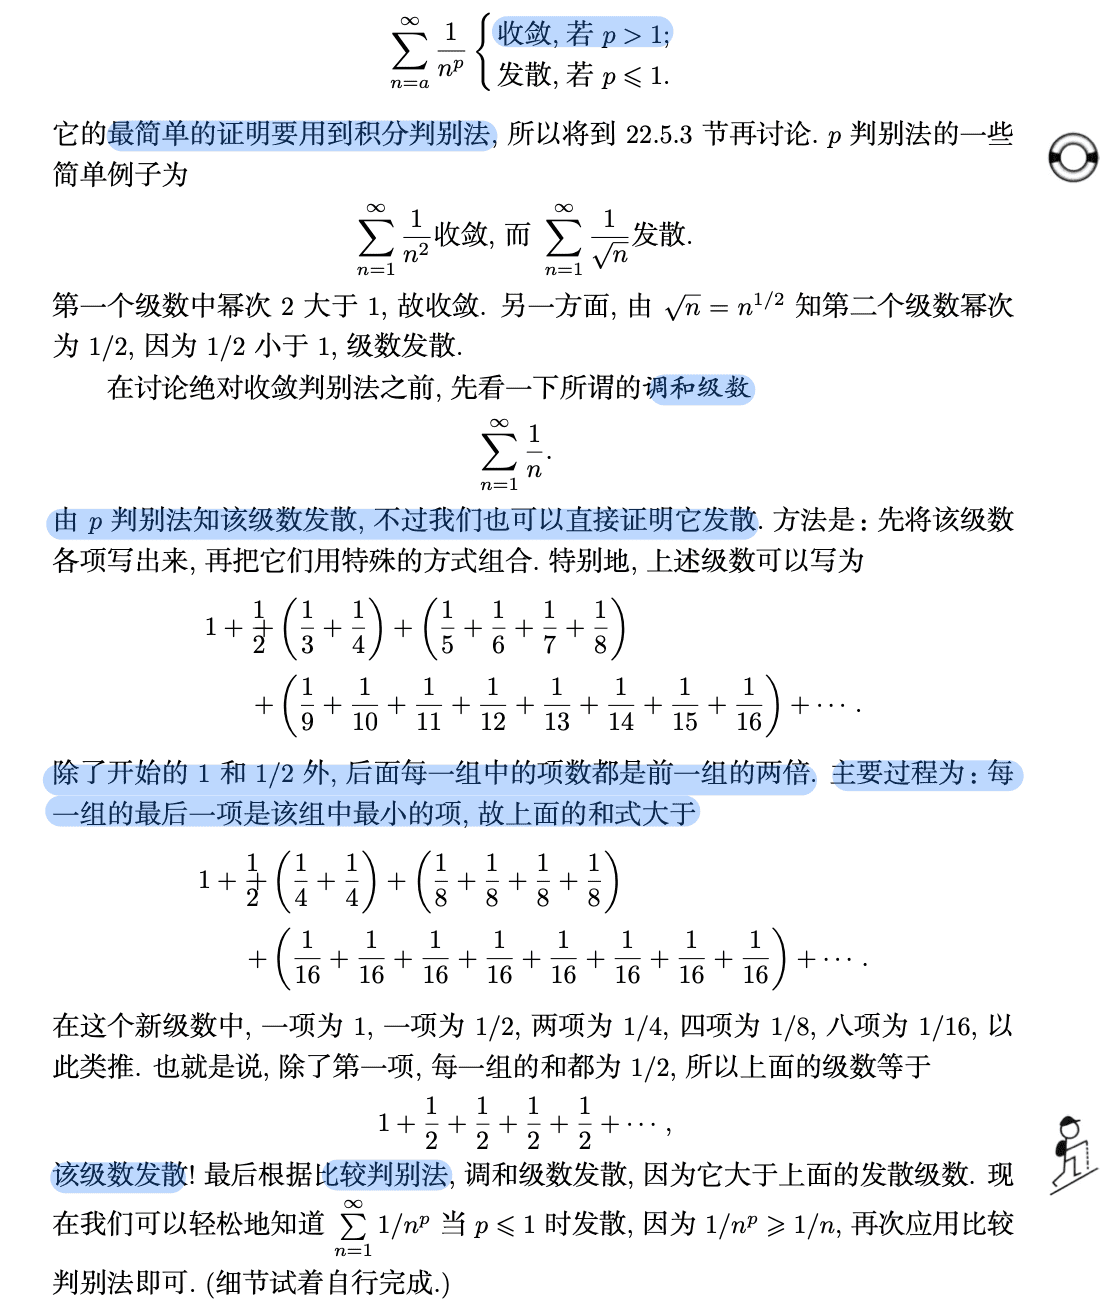 $\sum_{n=a}^{\infty} \frac{1}{n^p} \begin{cases} 收敛, 若 p > 1; \\ 发散, 若 p \leqslant 1. \end{cases}$
它的最简单的证明要用到积分判别法, 所以将到 22.5.3 节再讨论. p 判别法的一些
简单例子为
$\sum_{n=1}^{\infty} \frac{1}{n^2}$收敛, 而 $\sum_{n=1}^{\infty} \frac{1}{\sqrt{n}}$发散.
第一个级数中幂次 2 大于 1, 故收敛. 另一方面, 由 $\sqrt{n} = n^{1/2}$ 知第二个级数幂次
为 1/2, 因为 1/2 小于 1, 级数发散.
在讨论绝对收敛判别法之前, 先看一下所谓的调和级数
$\sum_{n=1}^{\infty} \frac{1}{n}.$
由 p 判别法知该级数发散, 不过我们也可以直接证明它发散. 方法是: 先将该级数
各项写出来, 再把它们用特殊的方式组合. 特别地, 上述级数可以写为
$1 + \frac{1}{2} + \left(\frac{1}{3} + \frac{1}{4}\right) + \left(\frac{1}{5} + \frac{1}{6} + \frac{1}{7} + \frac{1}{8}\right)$
$+ \left(\frac{1}{9} + \frac{1}{10} + \frac{1}{11} + \frac{1}{12} + \frac{1}{13} + \frac{1}{14} + \frac{1}{15} + \frac{1}{16}\right) + \cdots.$
除了开始的 1 和 1/2 外, 后面每一组中的项数都是前一组的两倍. 主要过程为: 每
一组的最后一项是该组中最小的项, 故上面的和式大于
$1 + \frac{1}{2} + \left(\frac{1}{4} + \frac{1}{4}\right) + \left(\frac{1}{8} + \frac{1}{8} + \frac{1}{8} + \frac{1}{8}\right)$
$+ \left(\frac{1}{16} + \frac{1}{16} + \frac{1}{16} + \frac{1}{16} + \frac{1}{16} + \frac{1}{16} + \frac{1}{16} + \frac{1}{16}\right) + \cdots.$
在这个新级数中, 一项为 1, 一项为 1/2, 两项为 1/4, 四项为 1/8, 八项为 1/16, 以
此类推. 也就是说, 除了第一项, 每一组的和都为 1/2, 所以上面的级数等于
$1 + \frac{1}{2} + \frac{1}{2} + \frac{1}{2} + \frac{1}{2} + \cdots,$
该级数发散! 最后根据比较判别法, 调和级数发散, 因为它大于上面的发散级数. 现
在我们可以轻松地知道 $\sum_{n=1}^{\infty} 1/n^p$ 当 $p \leqslant 1$ 时发散, 因为 $1/n^p \geqslant 1/n$, 再次应用比较
判别法即可. (细节试着自行完成.)